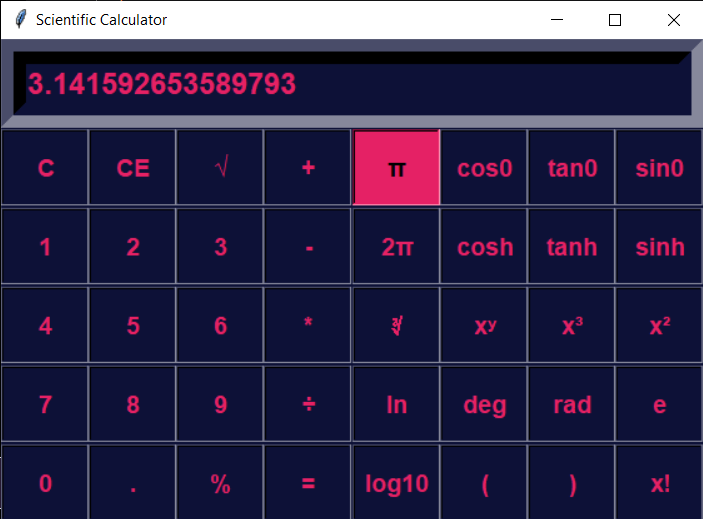 Scientific Calculator
3.141592653589793
C CE √ + π cos0 tan0 sin0
1 2 3 - 2π cosh tanh sinh
4 5 6 * ∛ xʸ x³ x²
7 8 9 ÷ ln deg rad e
0 . % = log10 ( ) x!